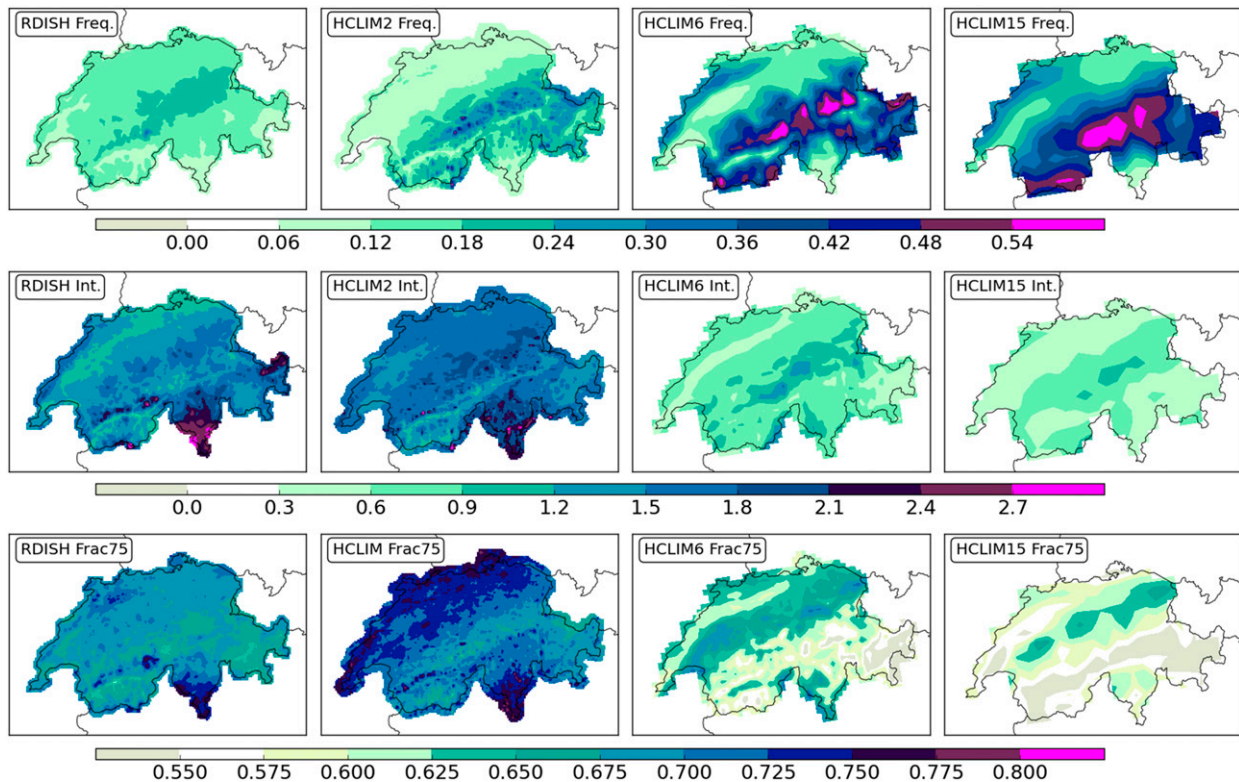 RDISH Freq.
HCLIM2 Freq.
HCLIM6 Freq.
HCLIM15 Freq.
0.00 0.06 0.12 0.18 0.24 0.30 0.36 0.42 0.48 0.54
RDISH Int.
HCLIM2 Int.
HCLIM6 Int.
HCLIM15 Int.
0.0 0.3 0.6 0.9 1.2 1.5 1.8 2.1 2.4 2.7
RDISH Frac75
HCLIM Frac75
HCLIM6 Frac75
HCLIM15 Frac75
0.550 0.575 0.600 0.625 0.650 0.675 0.700 0.725 0.750 0.775 0.800